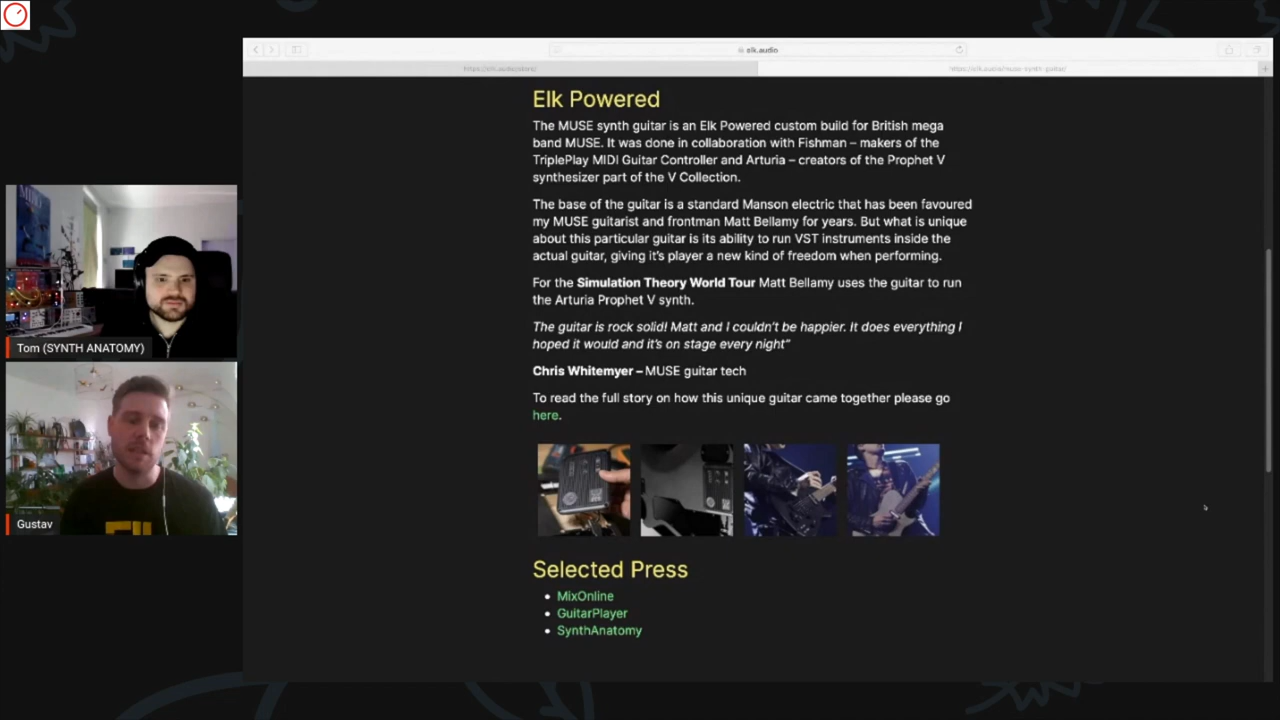 elk.audio
https://elk.audio/muse-synth-guitar/
Elk Powered
The MUSE synth guitar is an Elk Powered custom build for British mega
band MUSE. It was done in collaboration with Fishman – makers of the
TriplePlay MIDI Guitar Controller and Arturia – creators of the Prophet V
synthesizer part of the V Collection.
The base of the guitar is a standard Manson electric that has been favoured
my MUSE guitarist and frontman Matt Bellamy for years. But what is unique
about this particular guitar is its ability to run VST instruments inside the
actual guitar, giving it's player a new kind of freedom when performing.
For the Simulation Theory World Tour Matt Bellamy uses the guitar to run
the Arturia Prophet V synth.
The guitar is rock solid! Matt and I couldn't be happier. It does everything I
hoped it would and it's on stage every night"
Chris Whitemyer – MUSE guitar tech
To read the full story on how this unique guitar came together please go
here.
Selected Press
• MixOnline
• GuitarPlayer
• SynthAnatomy
Tom (SYNTH ANATOMY)
Gustav